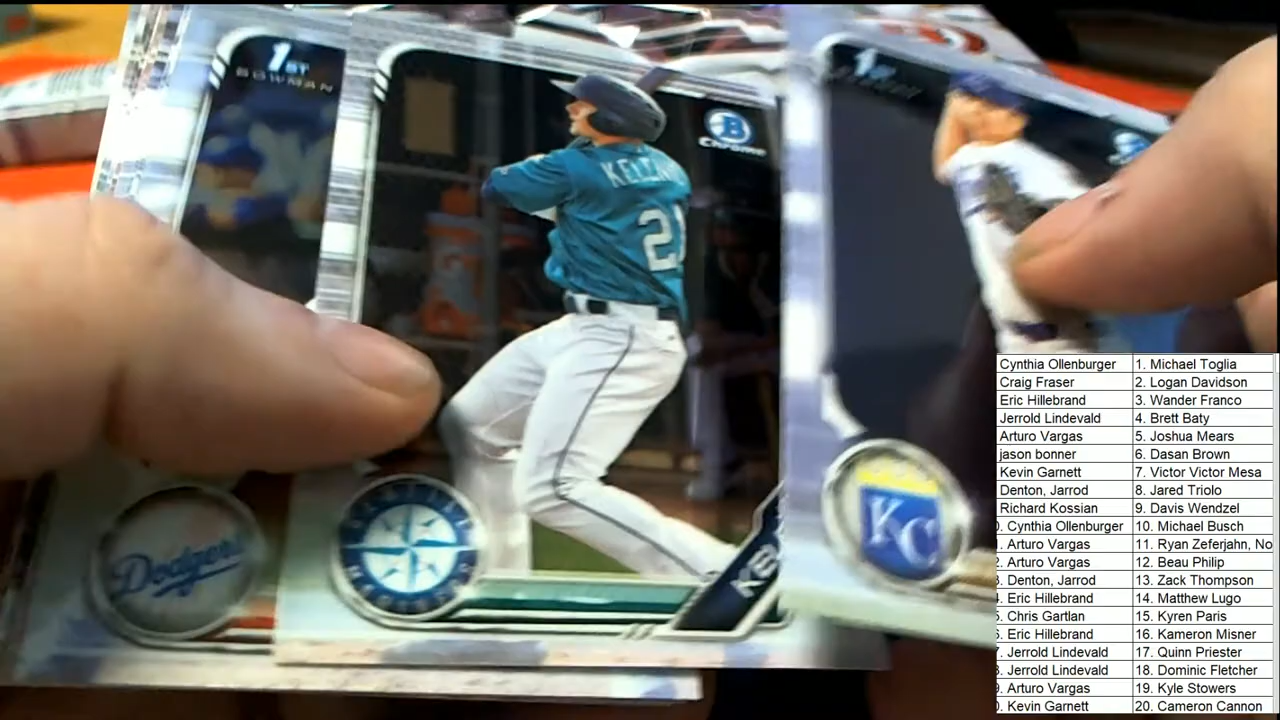 1ST
BOWMAN
B
CHROME
KELENI
21
1ST
Dodgers
KC
Cynthia Ollenburger 1. Michael Toglia
Craig Fraser 2. Logan Davidson
Eric Hillebrand 3. Wander Franco
Jerrold Lindevald 4. Brett Baty
Arturo Vargas 5. Joshua Mears
jason bonner 6. Dasan Brown
Kevin Garnett 7. Victor Victor Mesa
Denton, Jarrod 8. Jared Triolo
Richard Kossian 9. Davis Wendzel
Cynthia Ollenburger 10. Michael Busch
Arturo Vargas 11. Ryan Zeferjahn, No
Arturo Vargas 12. Beau Philip
Denton, Jarrod 13. Zack Thompson
Eric Hillebrand 14. Matthew Lugo
Chris Gartlan 15. Kyren Paris
Eric Hillebrand 16. Kameron Misner
Jerrold Lindevald 17. Quinn Priester
Jerrold Lindevald 18. Dominic Fletcher
Arturo Vargas 19. Kyle Stowers
Kevin Garnett 20. Cameron Cannon